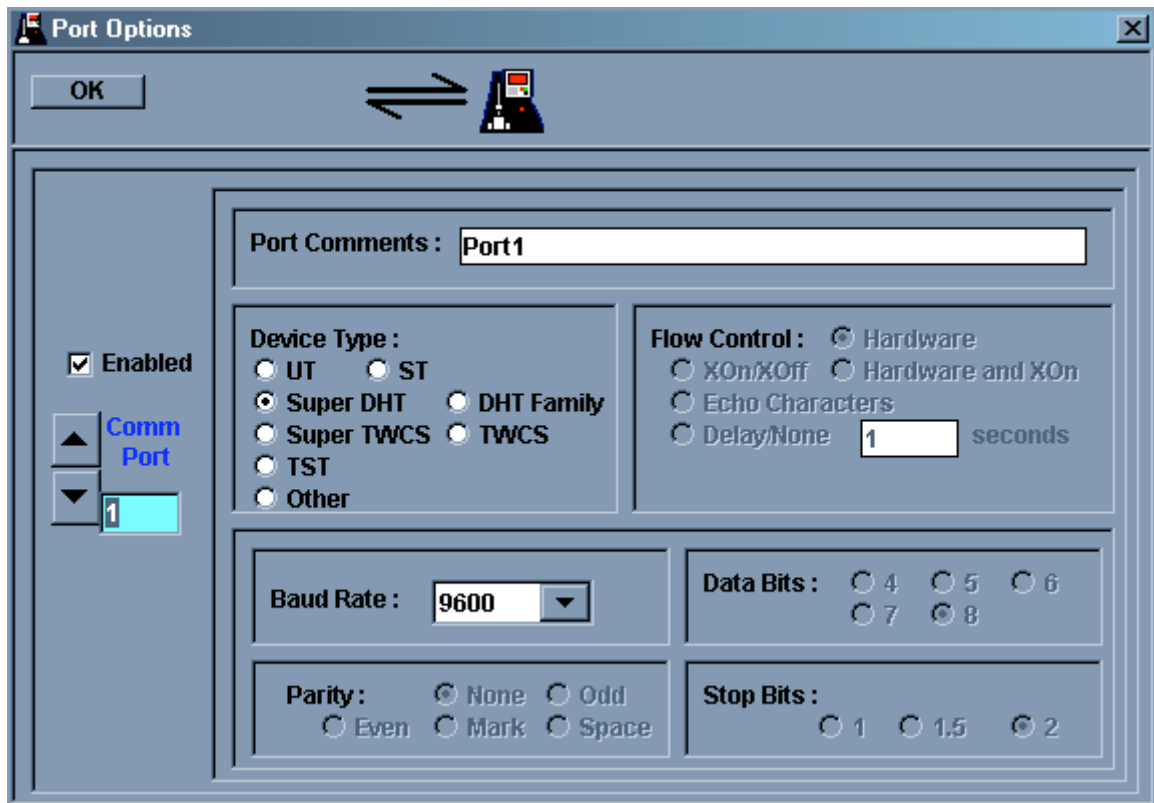 Port Options
OK
Port Comments : Port1
Enabled
Comm
Port
1
Device Type :
UT ST
Super DHT DHT Family
Super TWCS TWCS
TST
Other
Flow Control : Hardware
XOn/XOff Hardware and XOn
Echo Characters
Delay/None 1 seconds
Baud Rate : 9600
Data Bits : 4 5 6
7 8
Parity : None Odd
Even Mark Space
Stop Bits :
1 1.5 2